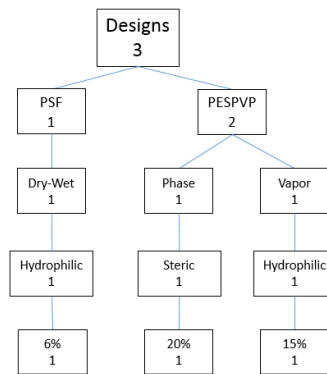 Designs
3
PSF
1
PESPVP
2
Dry-Wet
1
Phase
1
Vapor
1
Hydrophilic
1
Steric
1
Hydrophilic
1
6%
1
20%
1
15%
1